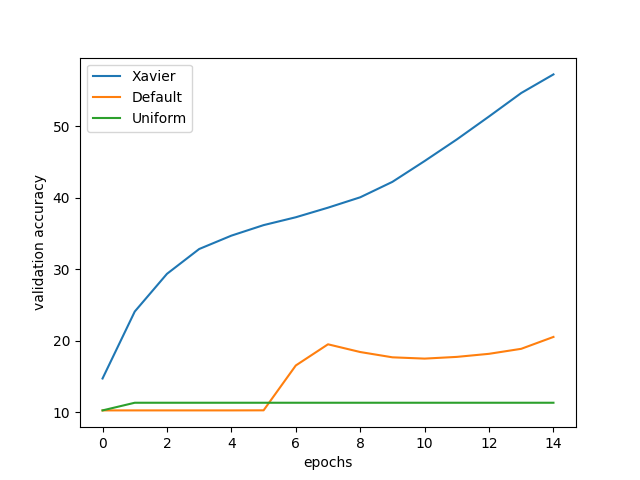 Xavier
Default
Uniform
50
40
30
20
10
validation accuracy
0 2 4 6 8 10 12 14
epochs